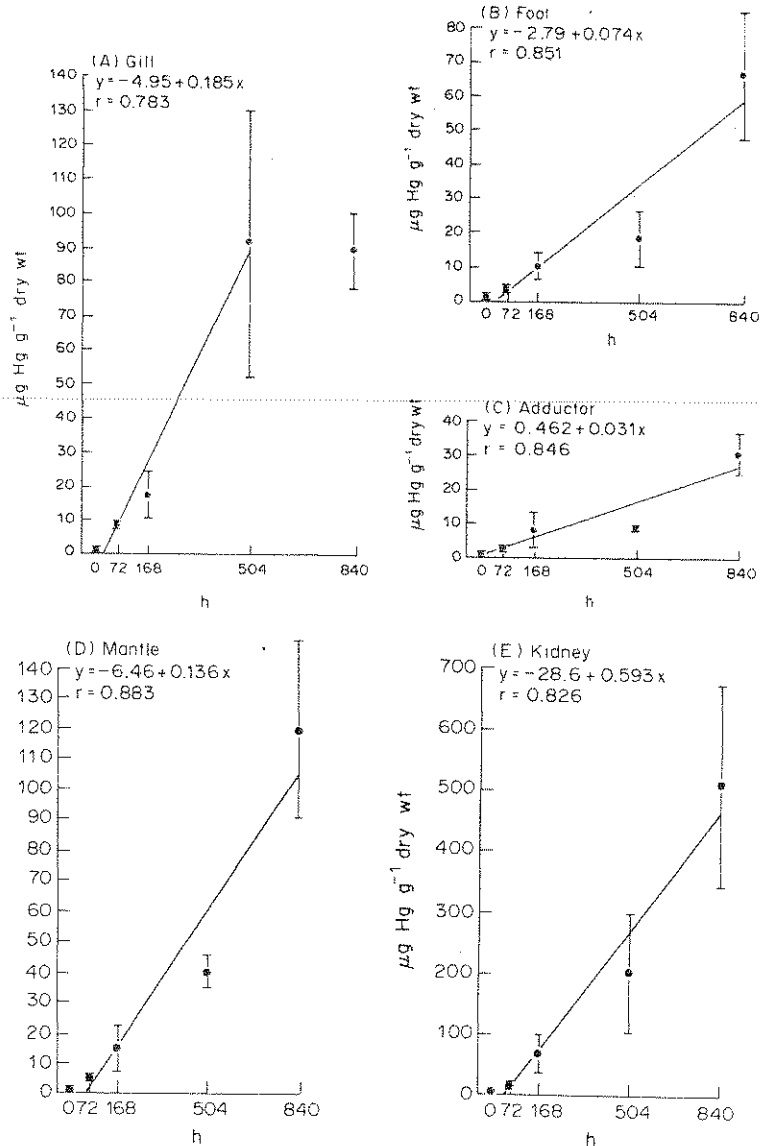 (A) Gill
y=-4.95+0.185x
r=0.783
140
130
120
110
100
90
80
70
60
50
40
30
20
10
0
µg Hg g⁻¹ dry wt
0 72 168 504 840
h
(B) Foot
y=-2.79+0.074x
r=0.851
80
70
60
50
40
30
20
10
0
µg Hg g⁻¹ dry wt
0 72 168 504 840
h
(C) Adductor
y= 0.462+0.031x
r=0.846
40
30
20
10
0
µg Hg g⁻¹ dry wt
0 72 168 504 840
h
(D) Mantle
y=-6.46+0.136x
r=0.883
140
130
120
110
100
90
80
70
60
50
40
30
20
10
0
0 72 168 504 840
h
(E) Kidney
y=-28.6+0.593x
r=0.826
700
600
500
400
300
200
100
0
µg Hg g⁻¹ dry wt
0 72 168 504 840
h